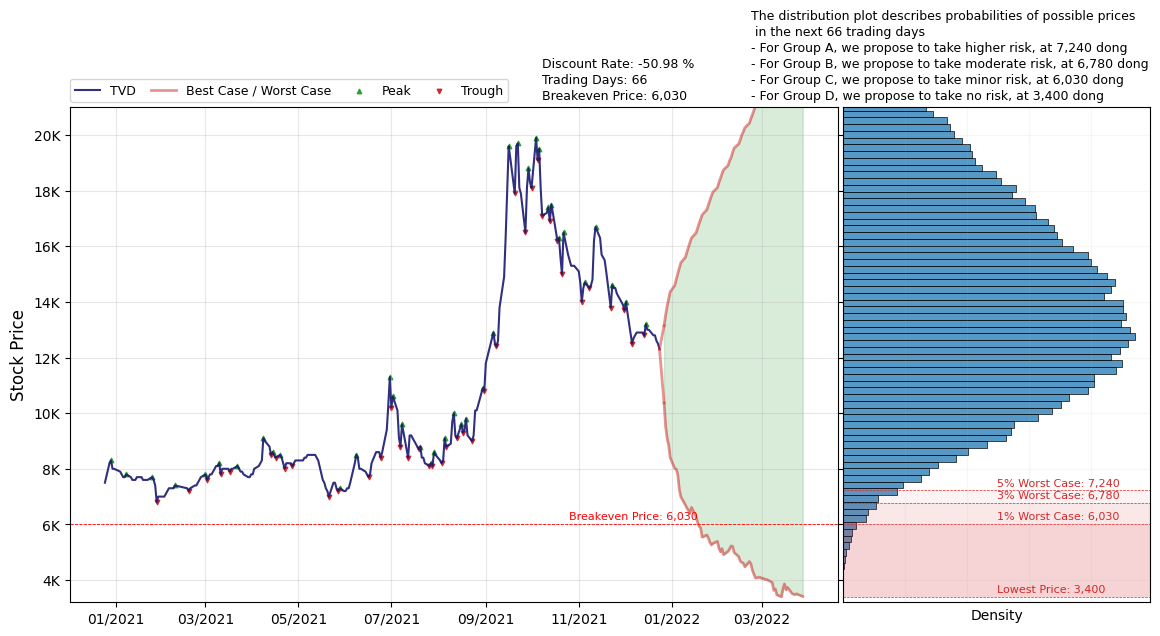 The distribution plot describes probabilities of possible prices
in the next 66 trading days
- For Group A, we propose to take higher risk, at 7,240 dong
- For Group B, we propose to take moderate risk, at 6,780 dong
- For Group C, we propose to take minor risk, at 6,030 dong
- For Group D, we propose to take no risk, at 3,400 dong
Discount Rate: -50.98 %
Trading Days: 66
Breakeven Price: 6,030
TVD
Best Case / Worst Case
Peak
Trough
Stock Price
20K
18K
16K
14K
12K
10K
8K
6K
4K
Breakeven Price: 6,030
5% Worst Case: 7,240
3% Worst Case: 6,780
1% Worst Case: 6,030
Lowest Price: 3,400
01/2021
03/2021
05/2021
07/2021
09/2021
11/2021
01/2022
03/2022
Density